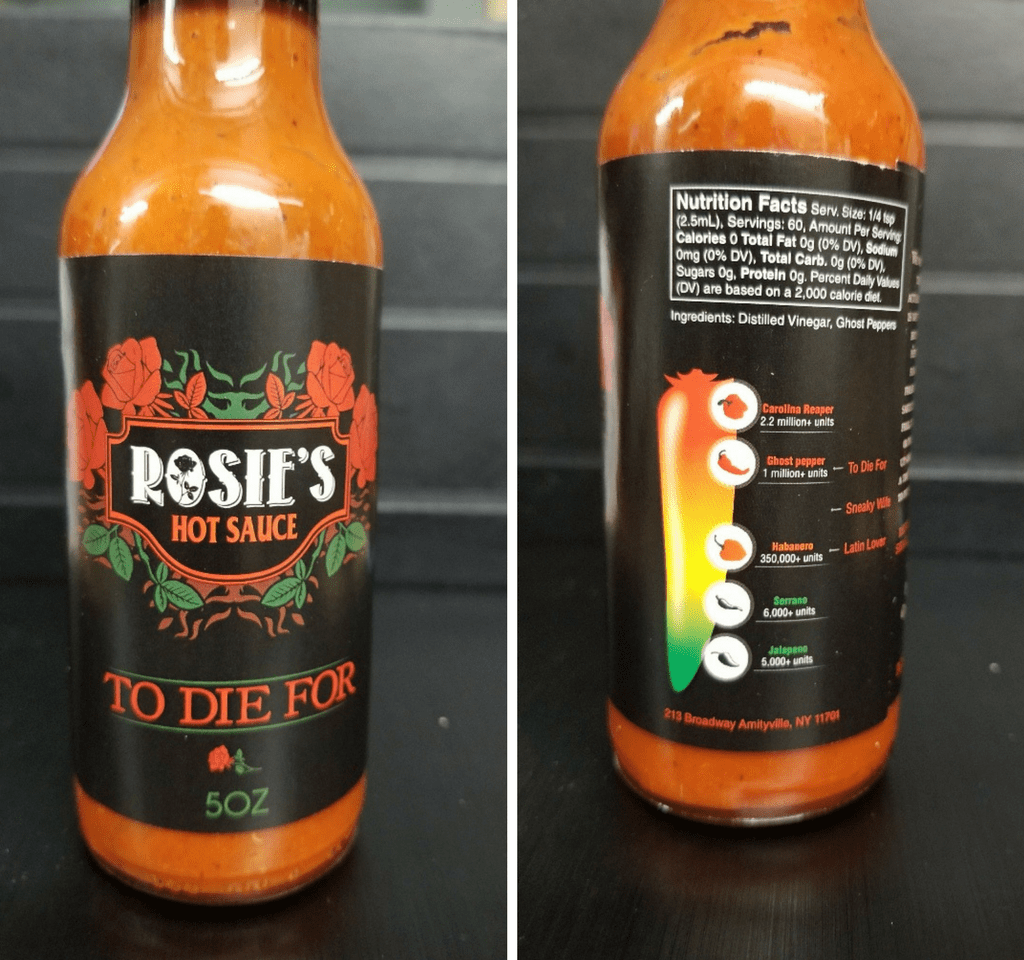 ROSIE'S
HOT SAUCE
TO DIE FOR
5OZ
Nutrition Facts Serv. Size: 1/4 tsp
(2.5mL), Servings: 60, Amount Per Serving:
Calories 0 Total Fat 0g (0% DV), Sodium
0mg (0% DV), Total Carb. 0g (0% DV),
Sugars 0g, Protein 0g. Percent Daily Values
(DV) are based on a 2,000 calorie diet.
Ingredients: Distilled Vinegar, Ghost Peppers
Carolina Reaper
2.2 million+ units
Ghost pepper
1 million+ units
To Die For
Sneaky Wife
Habanero
350,000+ units
Latin Lover
Serrano
6,000+ units
Jalapeno
5,000+ units
213 Broadway Amityville, NY 11701